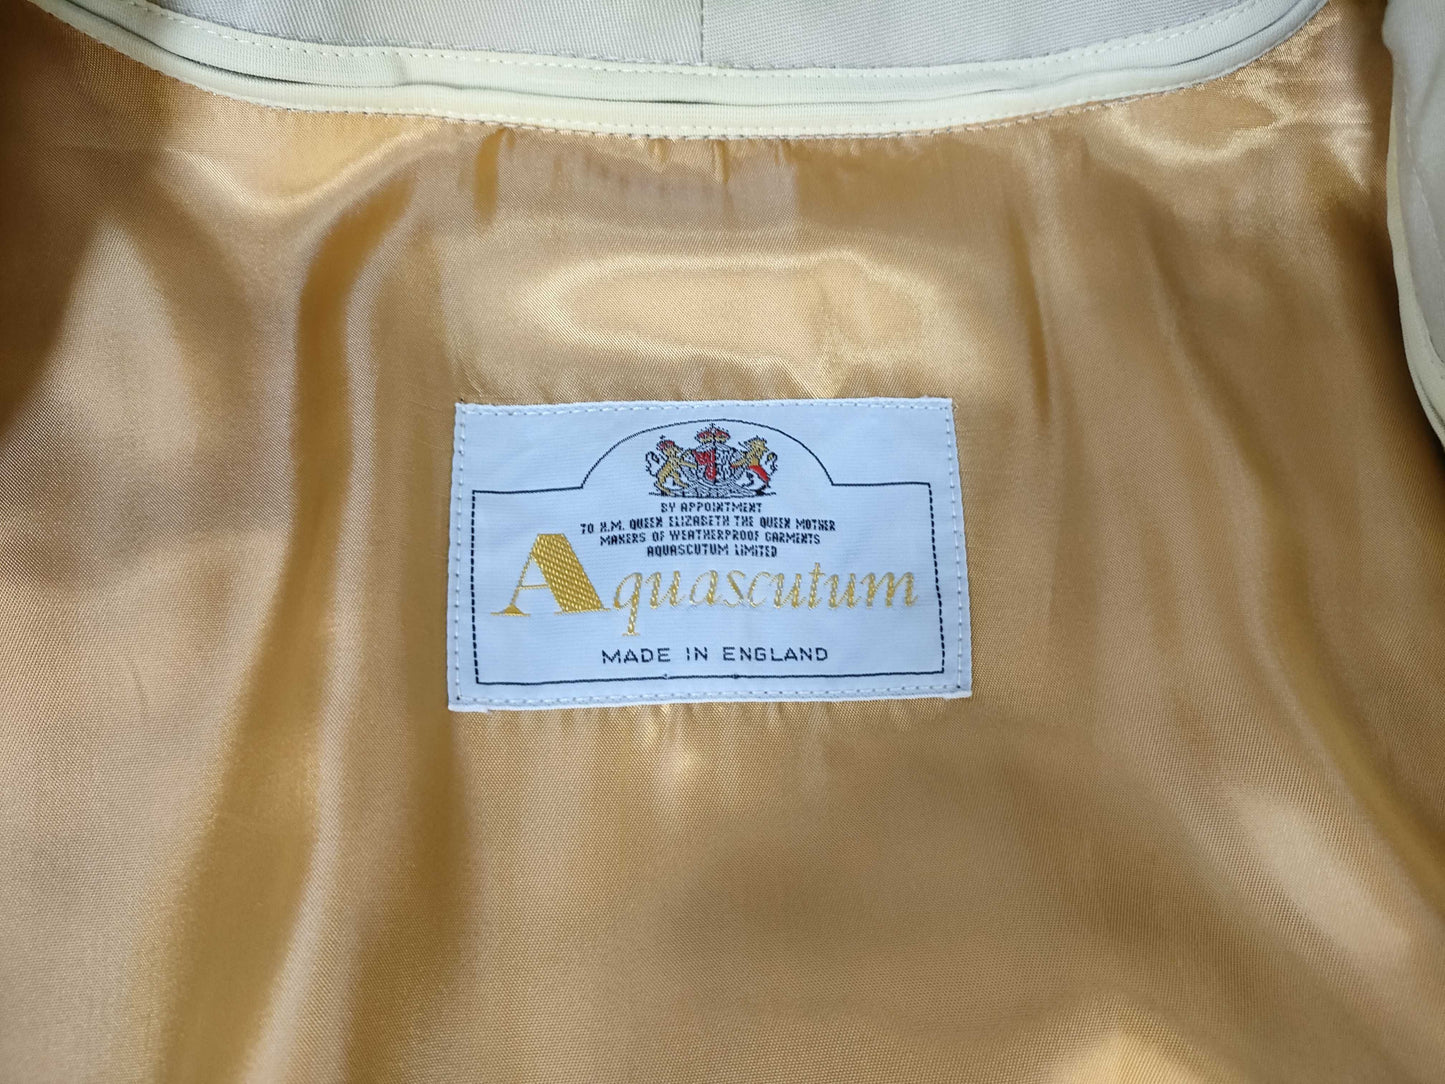 BY APPOINTMENT
TO H.M. QUEEN ELIZABETH THE QUEEN MOTHER
MAKERS OF WEATHERPROOF GARMENTS
AQUASCUTUM LIMITED
Aquascutum
MADE IN ENGLAND